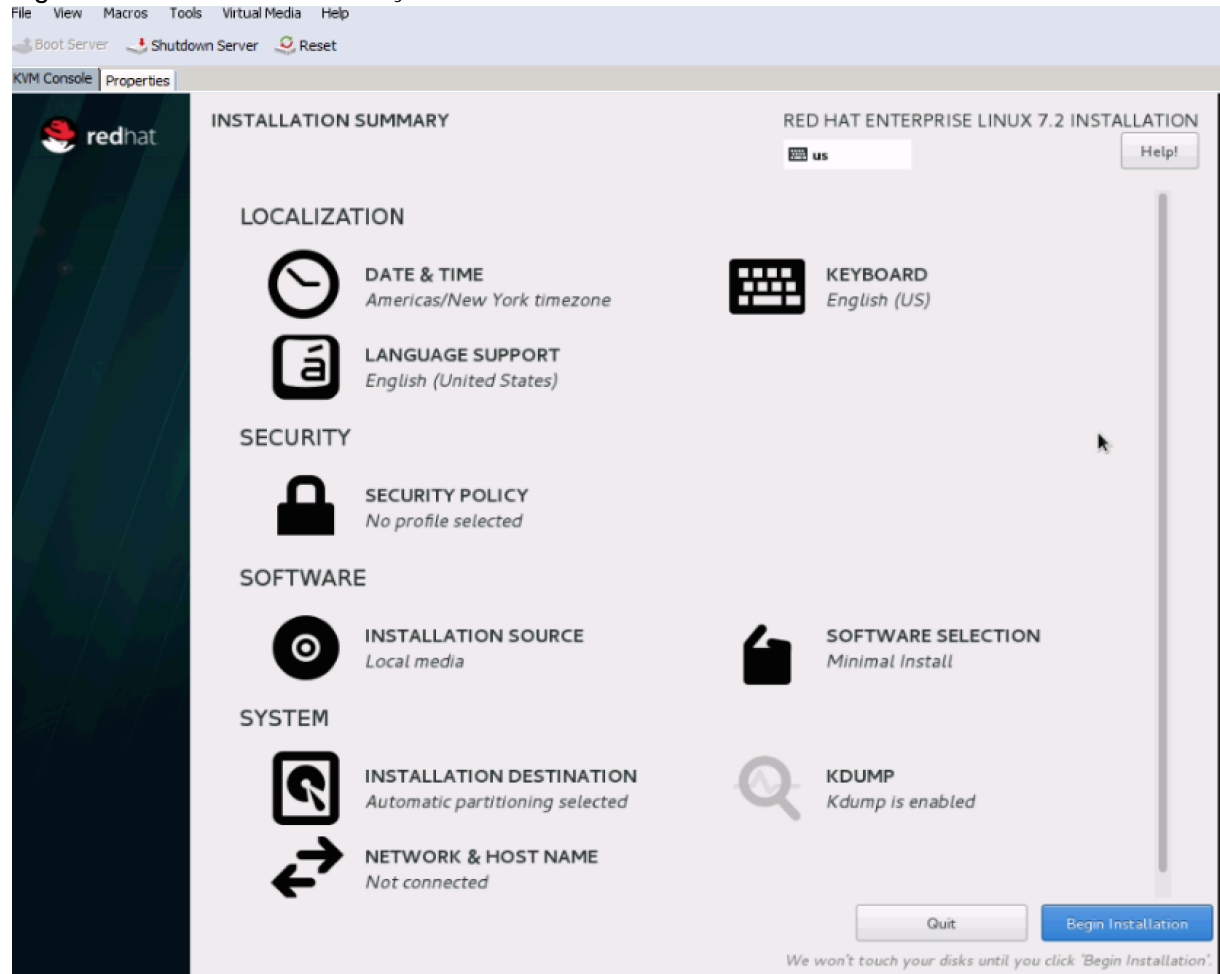 File View Macros Tools Virtual Media Help
Boot Server Shutdown Server Reset
KVM Console Properties
redhat
INSTALLATION SUMMARY
RED HAT ENTERPRISE LINUX 7.2 INSTALLATION
us
Help!
LOCALIZATION
DATE & TIME
Americas/New York timezone
KEYBOARD
English (US)
á
LANGUAGE SUPPORT
English (United States)
SECURITY
SECURITY POLICY
No profile selected
SOFTWARE
INSTALLATION SOURCE
Local media
SOFTWARE SELECTION
Minimal Install
SYSTEM
INSTALLATION DESTINATION
Automatic partitioning selected
KDUMP
Kdump is enabled
NETWORK & HOST NAME
Not connected
Quit
Begin Installation
We won't touch your disks until you click 'Begin Installation'.